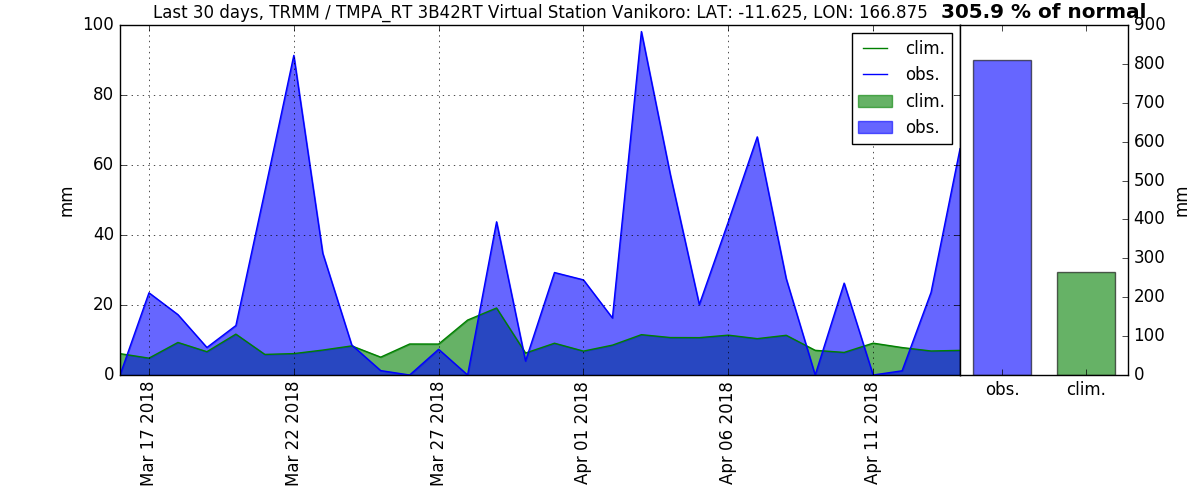 Last 30 days, TRMM / TMPA_RT 3B42RT Virtual Station Vanikoro: LAT: -11.625, LON: 166.875 305.9 % of normal
100
80
60
40
20
0
mm
clim.
obs.
clim.
obs.
900
800
700
600
500
400
300
200
100
0
mm
Mar 17 2018
Mar 22 2018
Mar 27 2018
Apr 01 2018
Apr 06 2018
Apr 11 2018
obs.
clim.